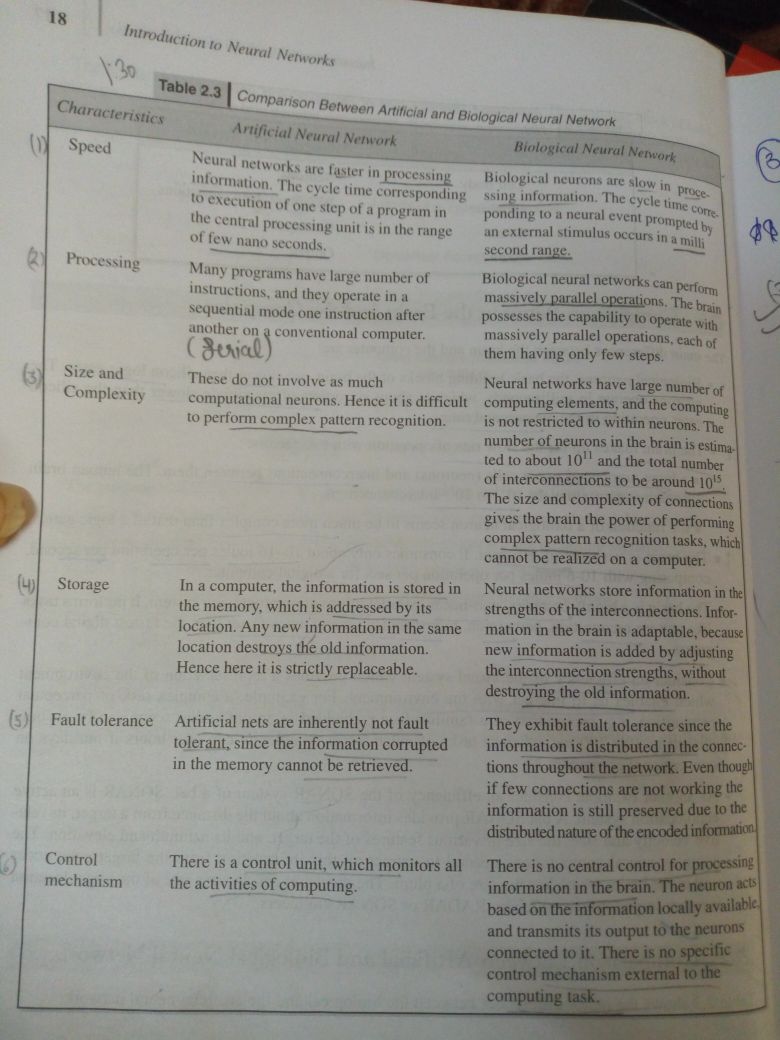 18
Introduction to Neural Networks
1.30
Table 2.3 | Comparison Between Artificial and Biological Neural Network
Characteristics
Artificial Neural Network
Biological Neural Network
(1)
Speed
Neural networks are faster in processing
information. The cycle time corresponding
to execution of one step of a program in
the central processing unit is in the range
of few nano seconds.
Biological neurons are slow in proce-
ssing information. The cycle time corre-
ponding to a neural event prompted by
an external stimulus occurs in a milli
second range.
(2)
Processing
Many programs have large number of
instructions, and they operate in a
sequential mode one instruction after
another on a conventional computer.
(Serial)
Biological neural networks can perform
massively parallel operations. The brain
possesses the capability to operate with
massively parallel operations, each of
them having only few steps.
(3)
Size and
Complexity
These do not involve as much
computational neurons. Hence it is difficult
to perform complex pattern recognition.
Neural networks have large number of
computing elements, and the computing
is not restricted to within neurons. The
number of neurons in the brain is estima-
ted to about 10¹¹ and the total number
of interconnections to be around 10¹⁵.
The size and complexity of connections
gives the brain the power of performing
complex pattern recognition tasks, which
cannot be realized on a computer.
(4)
Storage
In a computer, the information is stored in
the memory, which is addressed by its
location. Any new information in the same
location destroys the old information.
Hence here it is strictly replaceable.
Neural networks store information in the
strengths of the interconnections. Infor-
mation in the brain is adaptable, because
new information is added by adjusting
the interconnection strengths, without
destroying the old information.
(5)
Fault tolerance
Artificial nets are inherently not fault
tolerant, since the information corrupted
in the memory cannot be retrieved.
They exhibit fault tolerance since the
information is distributed in the connec-
tions throughout the network. Even though
if few connections are not working the
information is still preserved due to the
distributed nature of the encoded information.
(6)
Control
mechanism
There is a control unit, which monitors all
the activities of computing.
There is no central control for processing
information in the brain. The neuron acts
based on the information locally available,
and transmits its output to the neurons
connected to it. There is no specific
control mechanism external to the
computing task.